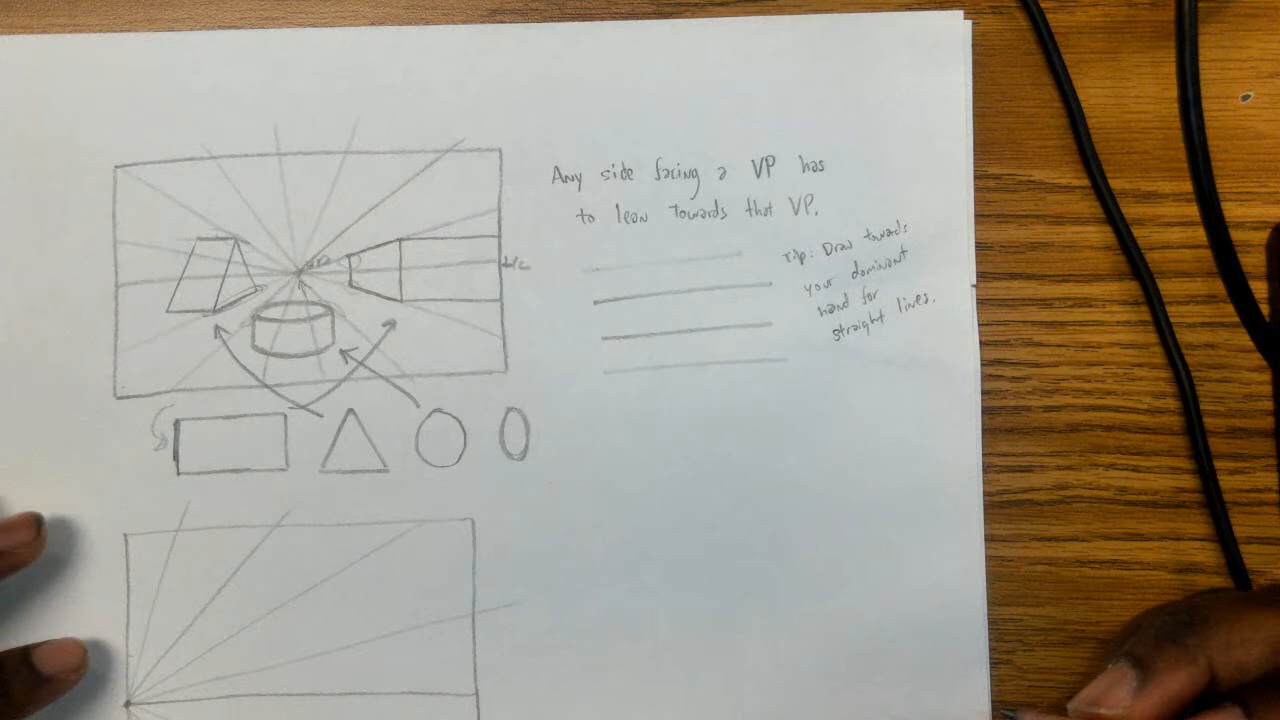 Any side facing a VP has
to lean towards that VP.
Tip: Draw towards
your dominant
hand for
straight lines.